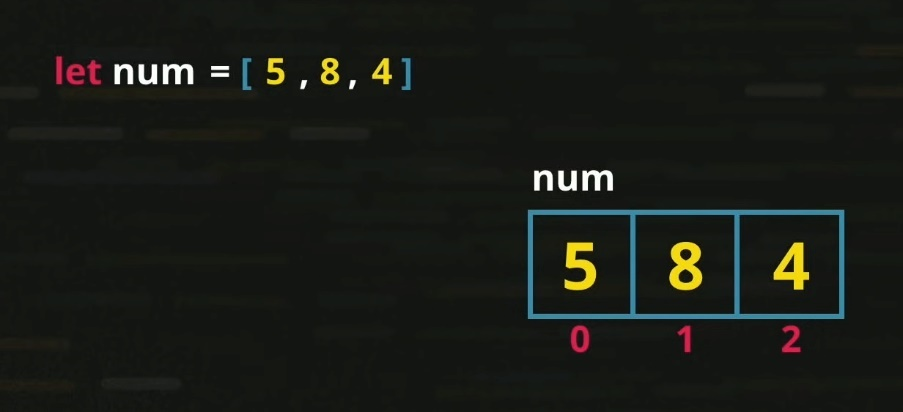 let num = [ 5 , 8, 4 ]
num
5 8 4
0 1 2